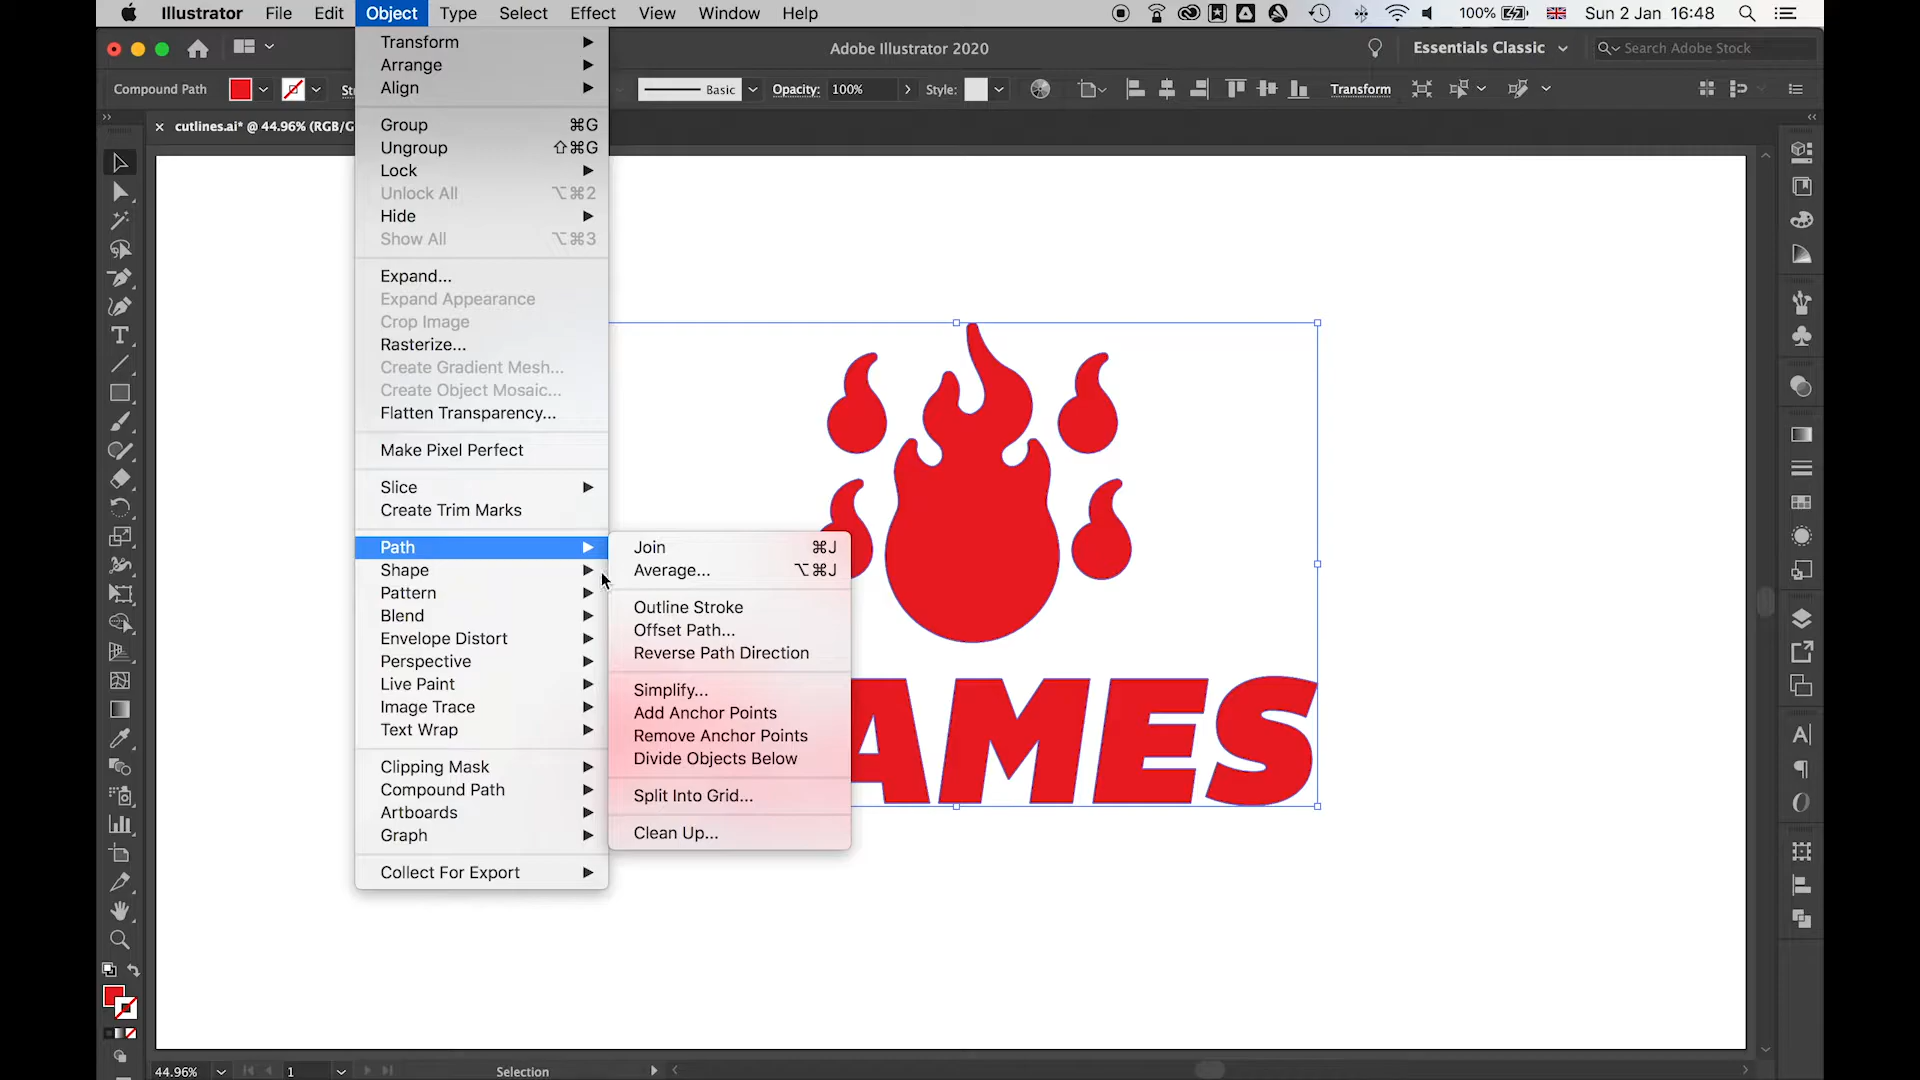 Illustrator File Edit Object Type Select Effect View Window Help 100% Sun 2 Jan 16:48
Adobe Illustrator 2020 Essentials Classic Search Adobe Stock
Compound Path Basic Opacity: 100% Style: Transform
cutlines.ai* @ 44.96% (RGB/G
Transform
Arrange
Align
Group ⌘G
Ungroup ⇧⌘G
Lock
Unlock All ⌥⌘2
Hide
Show All ⌥⌘3
Expand...
Expand Appearance
Crop Image
Rasterize...
Create Gradient Mesh...
Create Object Mosaic...
Flatten Transparency...
Make Pixel Perfect
Slice
Create Trim Marks
Path
Shape
Pattern
Blend
Envelope Distort
Perspective
Live Paint
Image Trace
Text Wrap
Clipping Mask
Compound Path
Artboards
Graph
Collect For Export
Join ⌘J
Average... ⌥⌘J
Outline Stroke
Offset Path...
Reverse Path Direction
Simplify...
Add Anchor Points
Remove Anchor Points
Divide Objects Below
Split Into Grid...
Clean Up...
AMES
44.96% 1 Selection